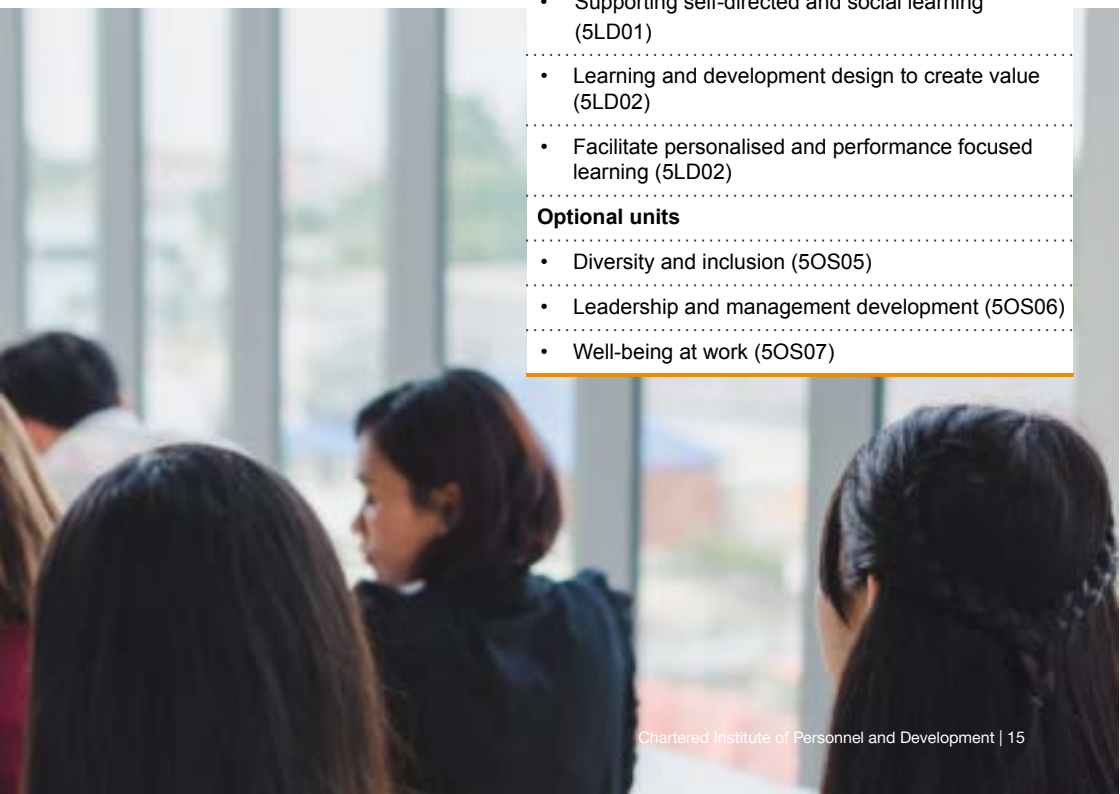 • Supporting self-directed and social learning
(5LD01)
• Learning and development design to create value
(5LD02)
• Facilitate personalised and performance focused
learning (5LD02)
Optional units
• Diversity and inclusion (5OS05)
• Leadership and management development (5OS06)
• Well-being at work (5OS07)
Chartered Institute of Personnel and Development | 15